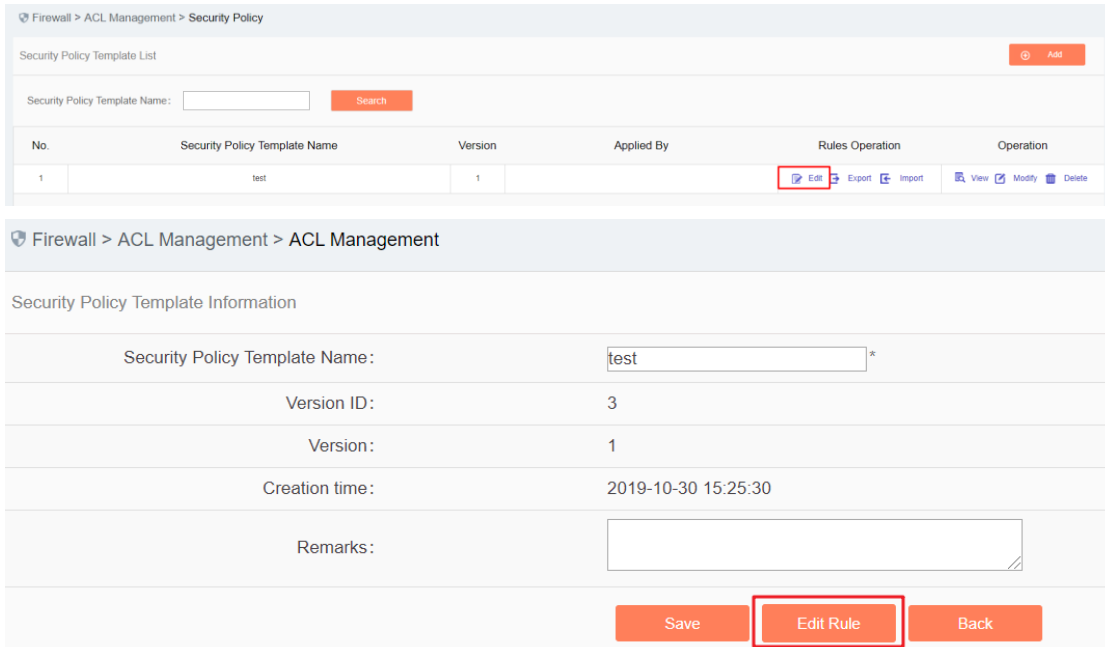 Firewall > ACL Management > Security Policy
Security Policy Template List
Add
Security Policy Template Name:
Search
No. Security Policy Template Name Version Applied By Rules Operation Operation
1 test 1 Edit Export Import View Modify Delete
Firewall > ACL Management > ACL Management
Security Policy Template Information
Security Policy Template Name: test *
Version ID: 3
Version: 1
Creation time: 2019-10-30 15:25:30
Remarks:
Save Edit Rule Back